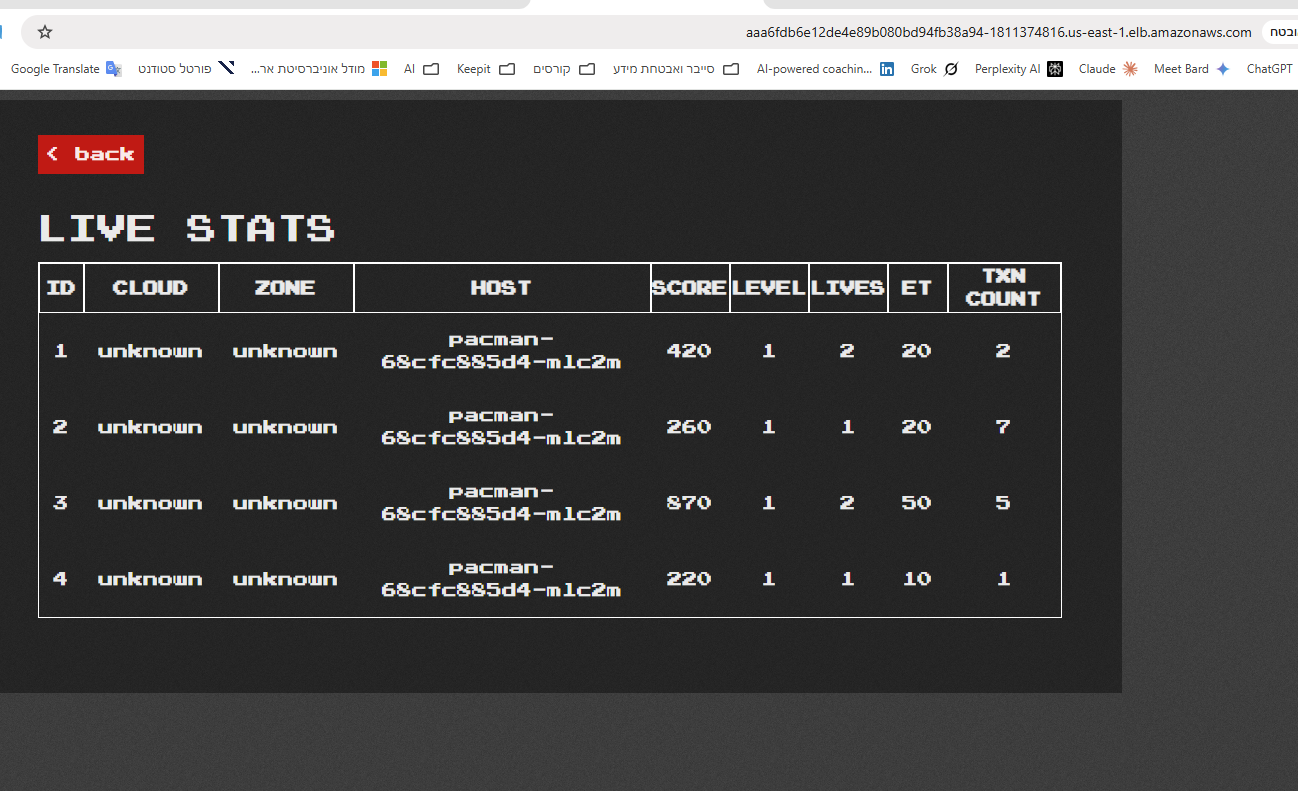 aaa6fdb6e12de4e89b080bd94fb38a94-1811374816.us-east-1.elb.amazonaws.com
Google Translate פורטל סטודנט מודל אוניברסיטת אר... AI Keepit קורסים סייבר ואבטחת מידע AI-powered coachin... Grok Perplexity AI Claude Meet Bard ChatGPT
< back
LIVE STATS
ID CLOUD ZONE HOST SCORE LEVEL LIVES ET TXN COUNT
1 unknown unknown pacman-68cfc885d4-mlc2m 420 1 2 20 2
2 unknown unknown pacman-68cfc885d4-mlc2m 260 1 1 20 7
3 unknown unknown pacman-68cfc885d4-mlc2m 870 1 2 50 5
4 unknown unknown pacman-68cfc885d4-mlc2m 220 1 1 10 1